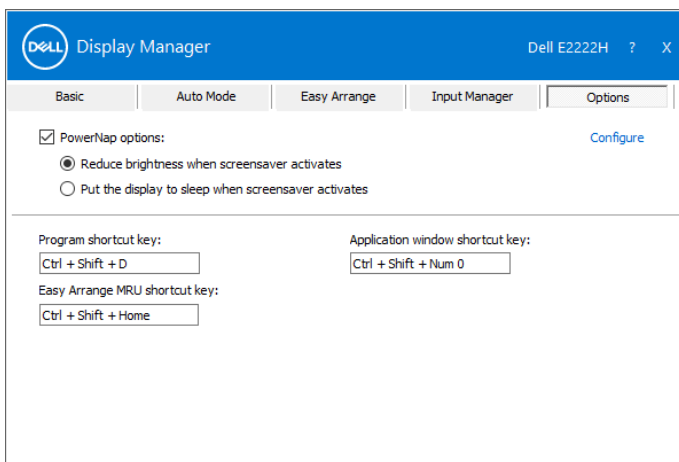 DELL Display Manager Dell E2222H ? X
Basic Auto Mode Easy Arrange Input Manager Options
PowerNap options: Configure
Reduce brightness when screensaver activates
Put the display to sleep when screensaver activates
Program shortcut key: Application window shortcut key:
Ctrl + Shift + D Ctrl + Shift + Num 0
Easy Arrange MRU shortcut key:
Ctrl + Shift + Home